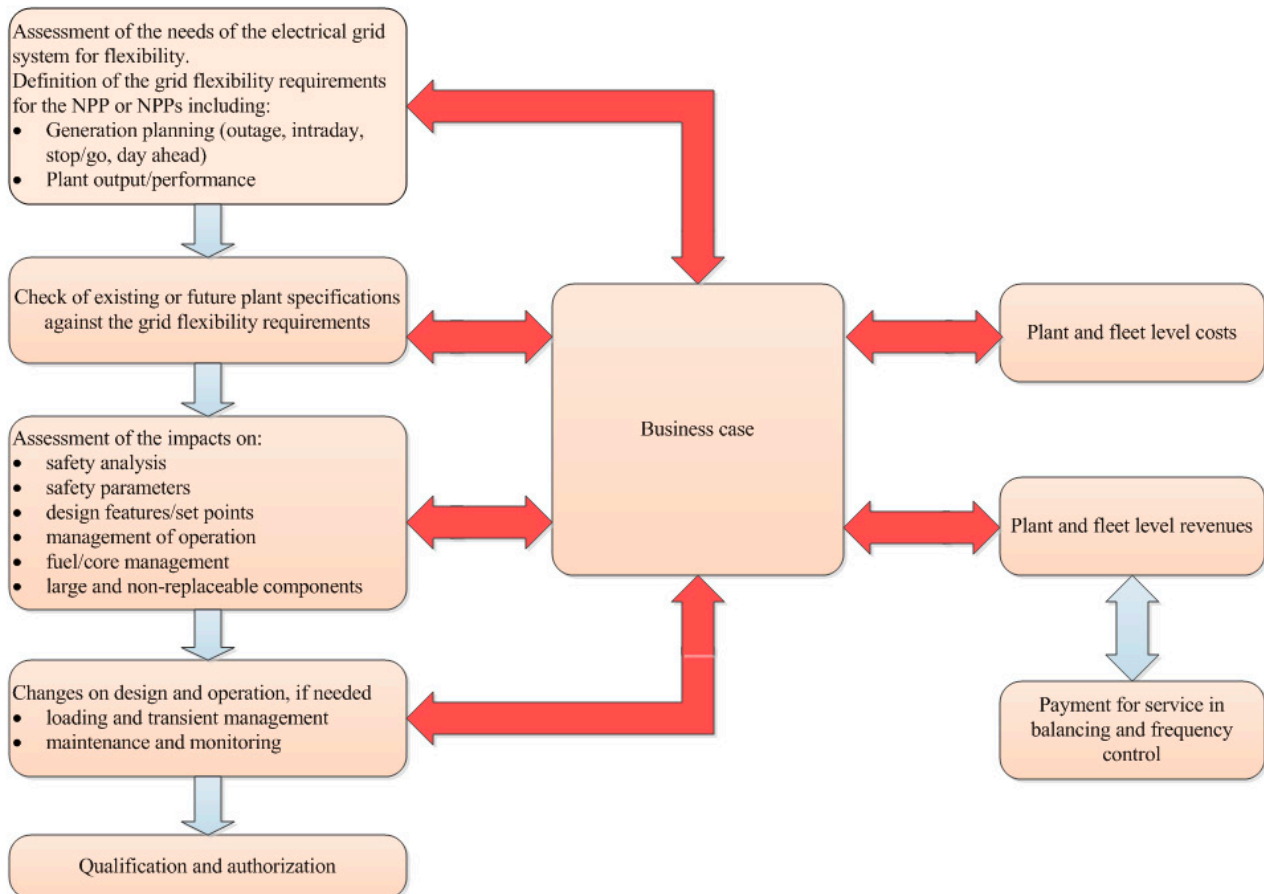 Assessment of the needs of the electrical grid
system for flexibility.
Definition of the grid flexibility requirements
for the NPP or NPPs including:
• Generation planning (outage, intraday,
stop/go, day ahead)
• Plant output/performance
Check of existing or future plant specifications
against the grid flexibility requirements
Assessment of the impacts on:
• safety analysis
• safety parameters
• design features/set points
• management of operation
• fuel/core management
• large and non-replaceable components
Changes on design and operation, if needed
• loading and transient management
• maintenance and monitoring
Qualification and authorization
Business case
Plant and fleet level costs
Plant and fleet level revenues
Payment for service in
balancing and frequency
control